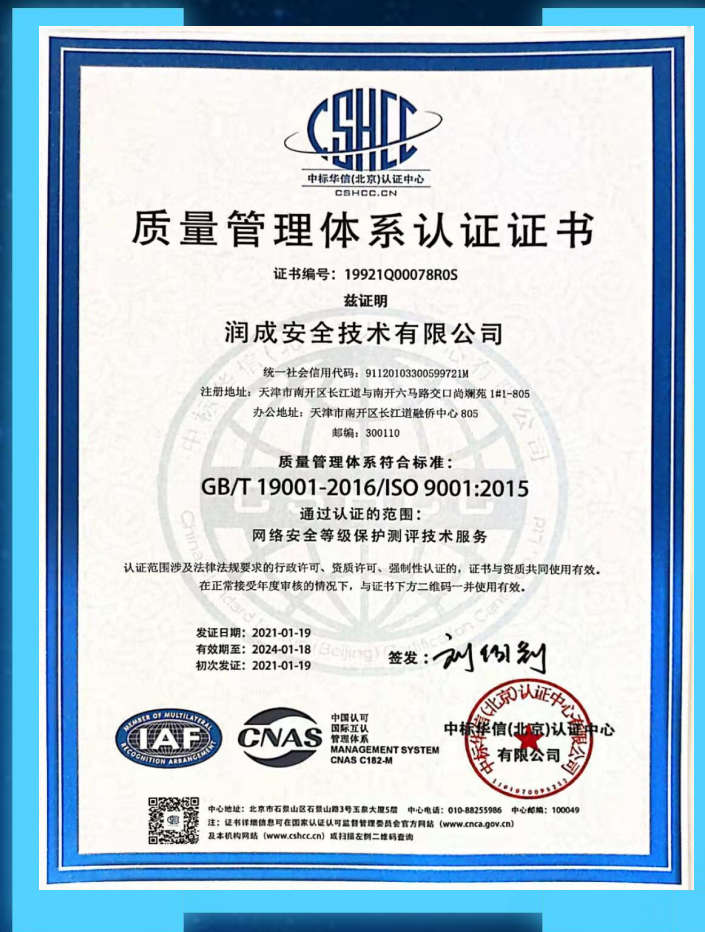 CSHCC
中标华信(北京)认证中心
CSHCC.CN
质量管理体系认证证书
证书编号：19921Q00078R0S
兹证明
润成安全技术有限公司
统一社会信用代码：91120103300599721M
注册地址：天津市南开区长江道与南开六马路交口尚斓苑 1#1-805
办公地址：天津市南开区长江道融侨中心 805
邮编：300110
质量管理体系符合标准：
GB/T 19001-2016/ISO 9001:2015
通过认证的范围：
网络安全等级保护测评技术服务
认证范围涉及法律法规要求的行政许可、资质许可、强制性认证的，证书与资质共同使用有效。
在正常接受年度审核的情况下，与证书下方二维码一并使用有效。
发证日期：2021-01-19
有效期至：2024-01-18
初次发证：2021-01-19
签发：
MEMBER OF MULTILATERAL
IAF
RECOGNITION ARRANGEMENT
CNAS
中国认可
国际互认
管理体系
MANAGEMENT SYSTEM
CNAS C182-M
中标华信(北京)认证中心
有限公司
中标华信(北京)认证中心有限公司
中心地址：北京市石景山区石景山路3号玉泉大厦5层 中心电话：010-88255986 中心邮编：100049
注：证书详细信息可在国家认证认可监督管理委员会官方网站（www.cnca.gov.cn）
及本机构网站（www.cshcc.cn）或扫描左侧二维码查询